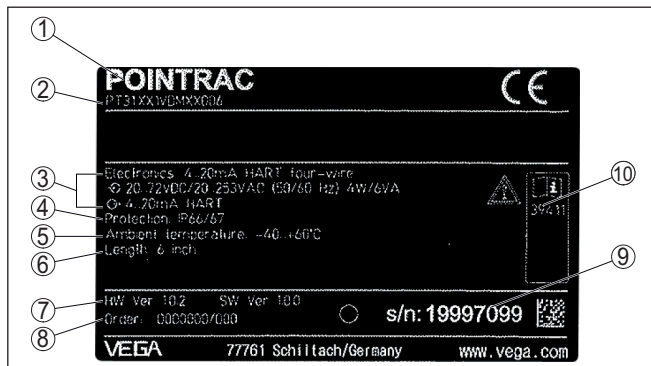 1
POINTRAC
2
PT31XX1VDMXX006
3
Electronics 4..20mA HART four-wire
20..72VDC/20..253VAC (50/60 Hz) 4W/6VA
4..20mA HART
4
Protection: IP66/67
5
Ambient temperature: -40..+60°C
6
Length 6 inch
10
39411
9
7
HW Ver 1.0.2 SW Ver 1.0.0
8
Order: 0000000/000
s/n: 19997099
VEGA 77761 Schiltach/Germany www.vega.com